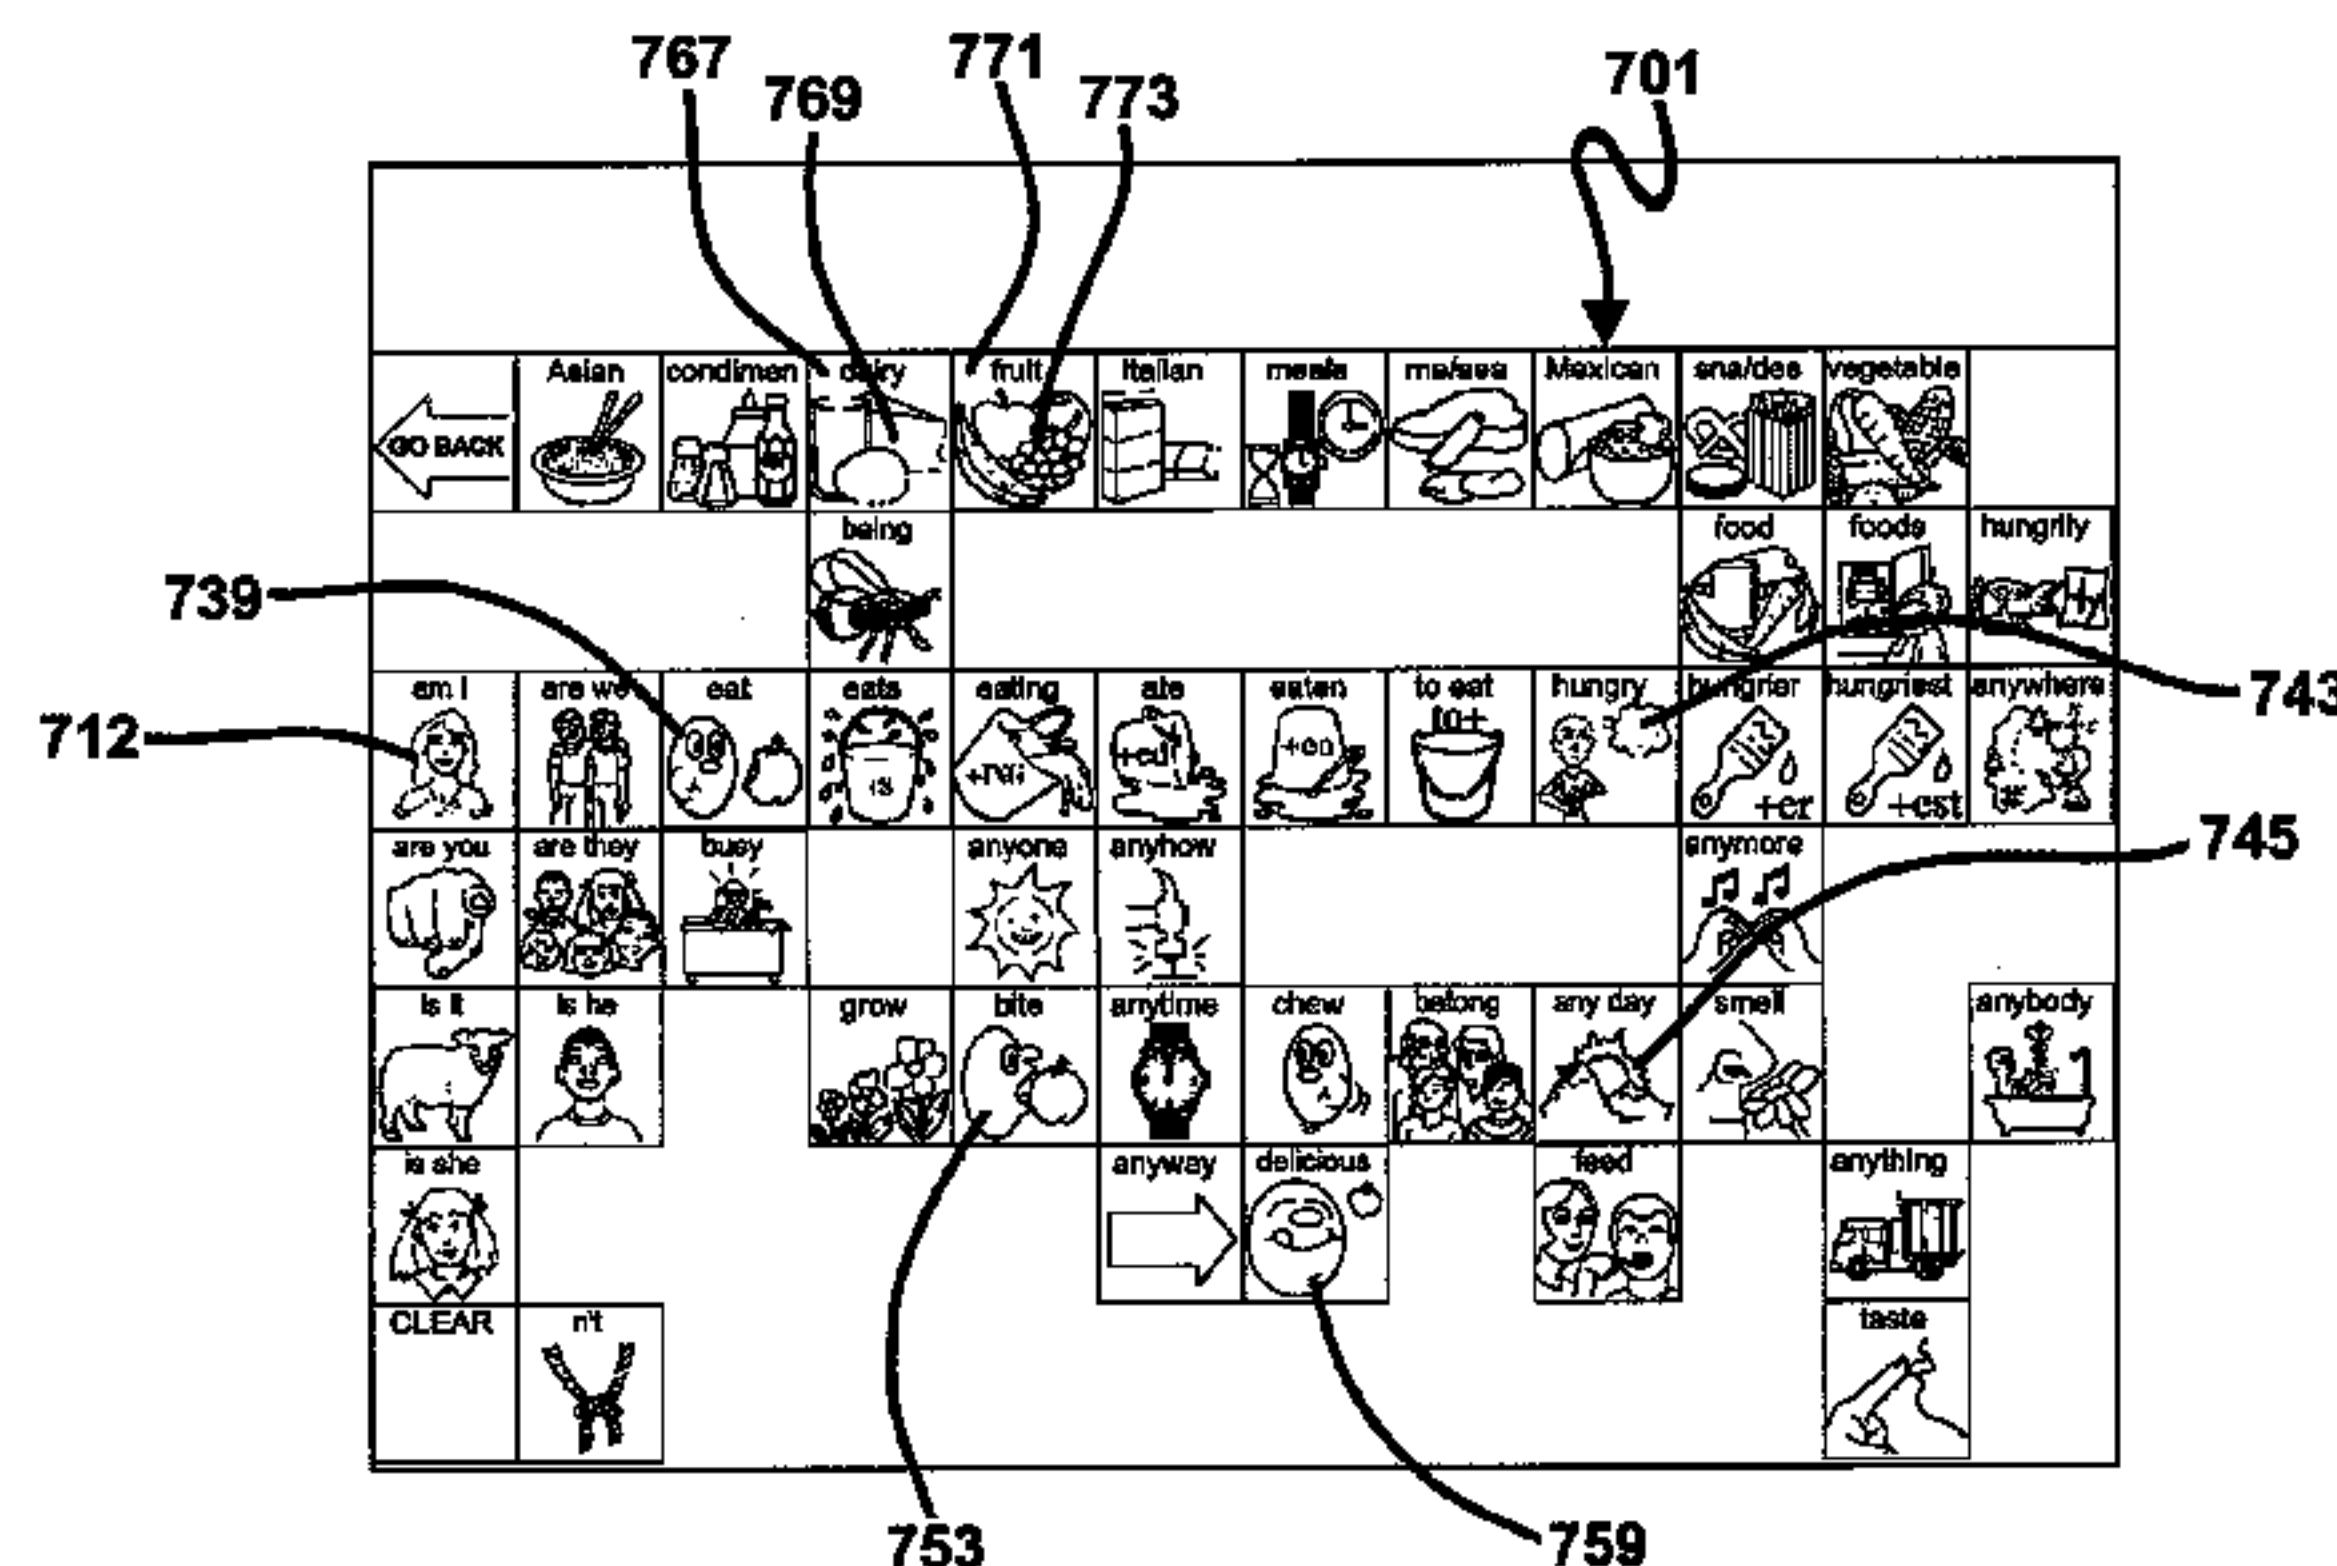 767
769
771
773
701
GO BACK
Asian
condimen
dairy
fruit
Italian
meals
me/sea
Mexican
sna/des
vegetable
being
food
foods
hungrily
739
743
am I
are we
eat
eats
eating
ate
eaten
to eat
hungry
hungrier
hungriest
anywhere
to+
+en
+er
+est
712
745
are you
are they
busy
anyone
anyhow
anymore
is it
is he
grow
bite
anytime
chew
belong
any day
smell
anybody
is she
anyway
delicious
feed
anything
CLEAR
n't
taste
753
759